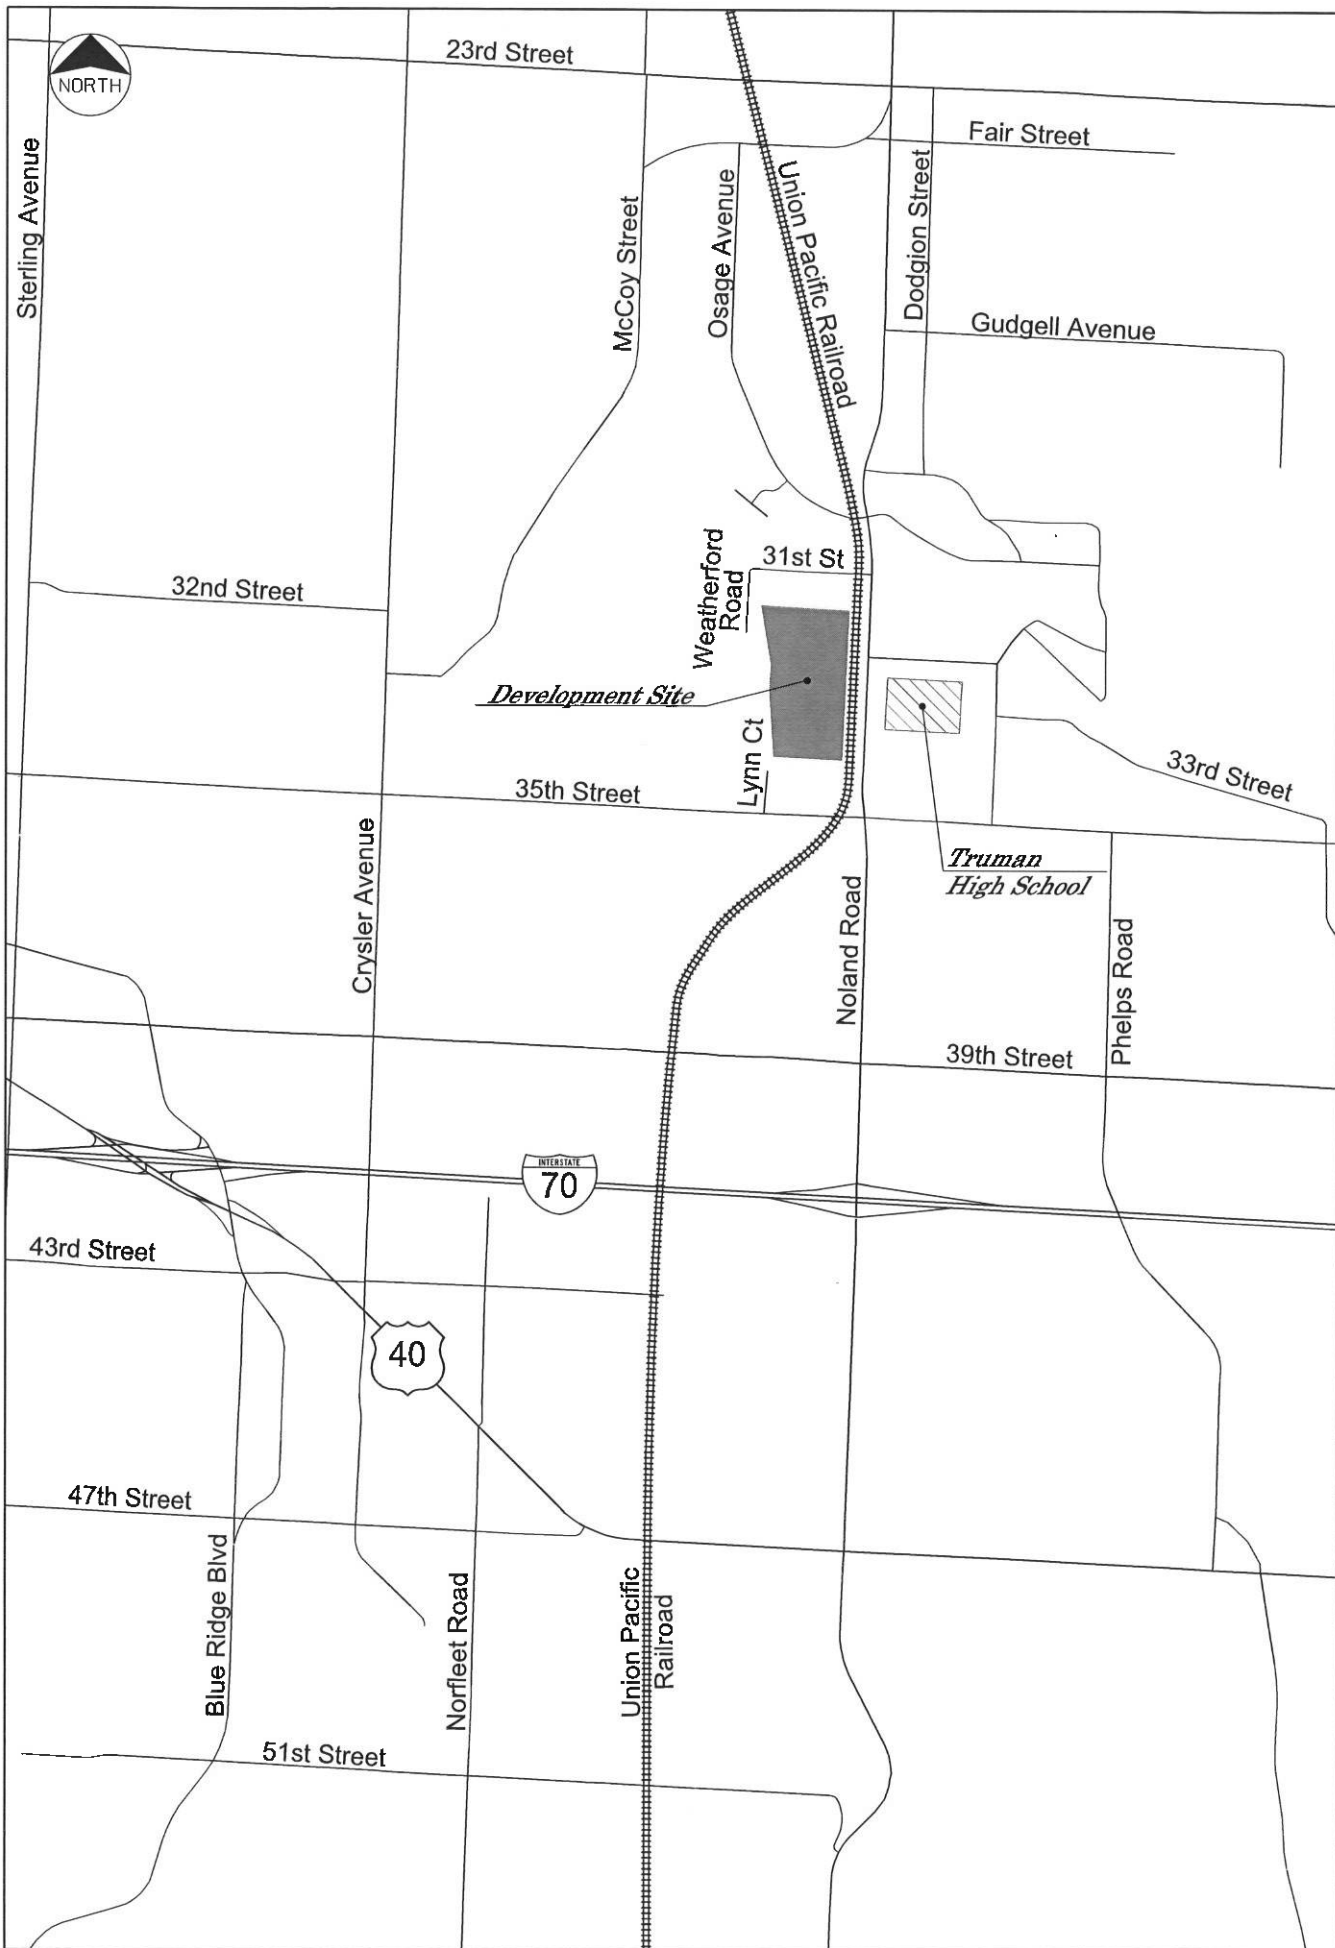 23rd Street
NORTH
Fair Street
Sterling Avenue
McCoy Street
Osage Avenue
Union Pacific Railroad
Dodgion Street
Gudgell Avenue
31st St
Weatherford
Road
32nd Street
Development Site
Lynn Ct
33rd Street
35th Street
Truman
High School
Crysler Avenue
Noland Road
Phelps Road
39th Street
INTERSTATE
70
43rd Street
40
47th Street
Blue Ridge Blvd
Norfleet Road
Union Pacific
Railroad
51st Street